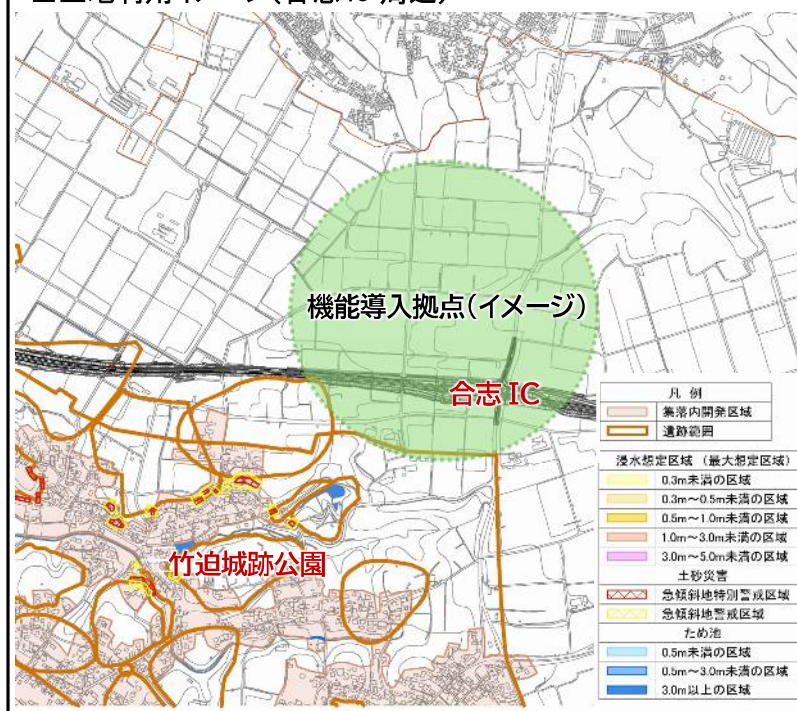 機能導入拠点(イメージ)
合志 IC
竹迫城跡公園
凡 例
集落内開発区域
遺跡範囲
浸水想定区域 (最大想定区域)
0.3m未満の区域
0.3m～0.5m未満の区域
0.5m～1.0m未満の区域
1.0m～3.0m未満の区域
3.0m～5.0m未満の区域
土砂災害
急傾斜地特別警戒区域
急傾斜地警戒区域
ため池
0.5m未満の区域
0.5m～3.0m未満の区域
3.0m以上の区域